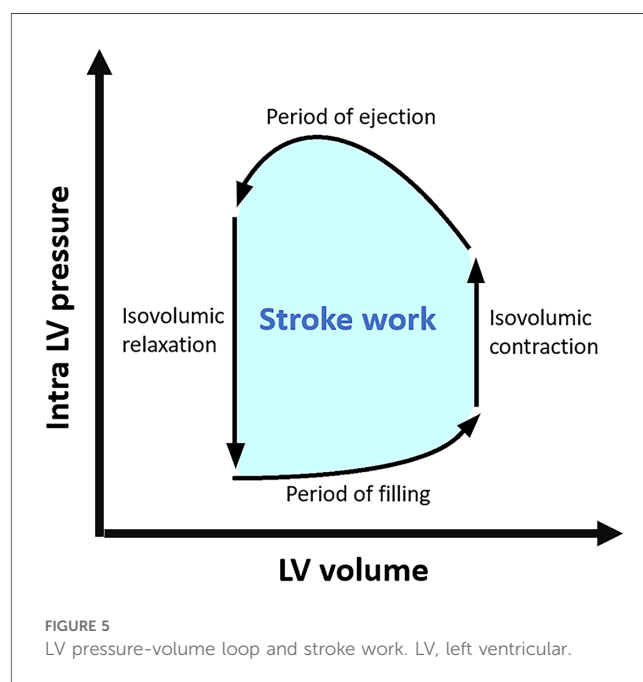 Period of ejection
Intra LV pressure
Isovolumic
relaxation
Stroke work
Isovolumic
contraction
Period of filling
LV volume
FIGURE 5
LV pressure-volume loop and stroke work. LV, left ventricular.